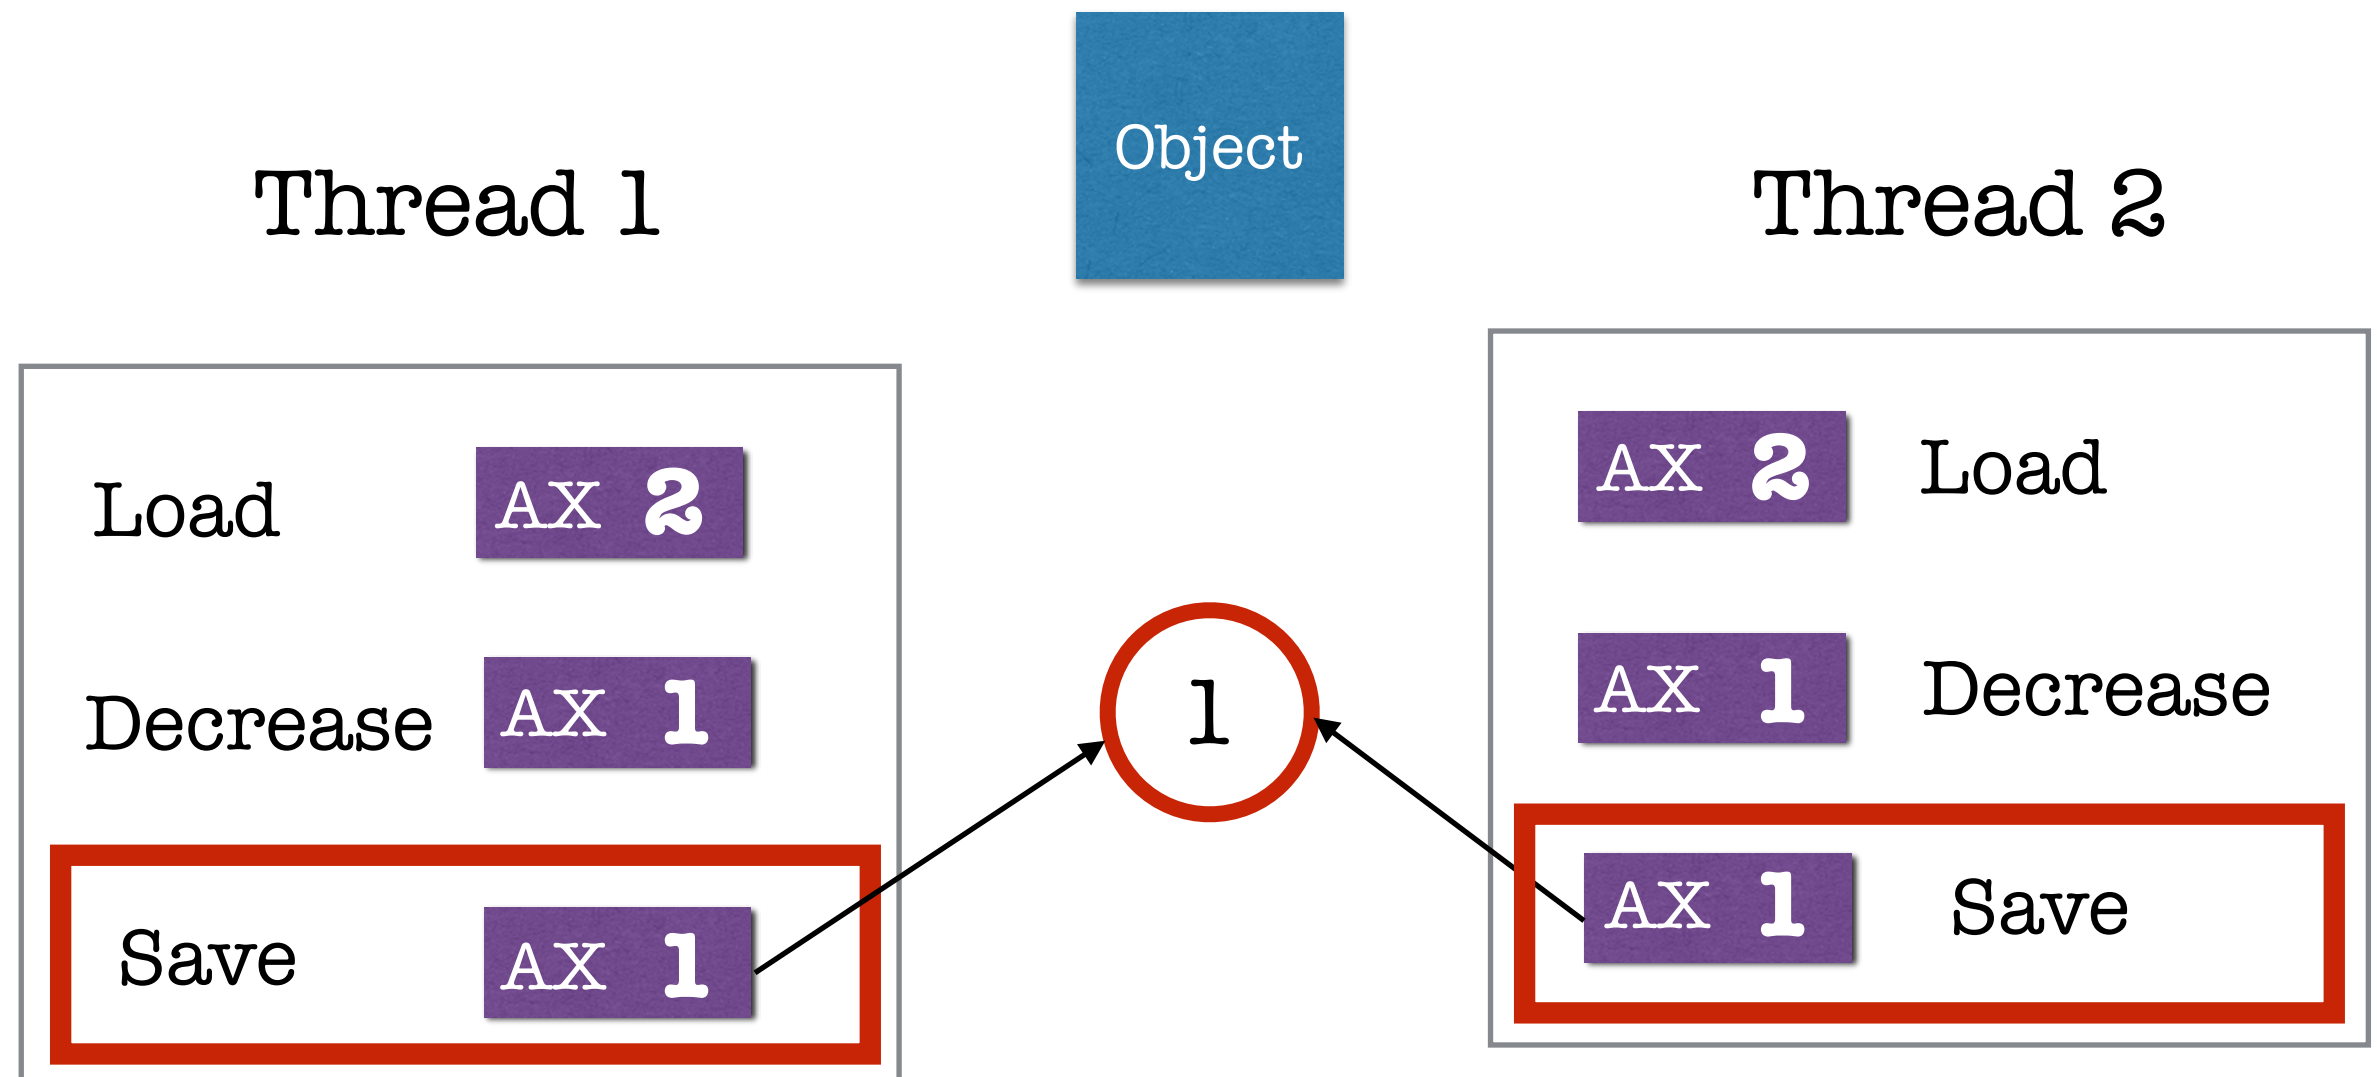 Object
Thread 1
Thread 2
Load AX 2
Decrease AX 1
Save AX 1
1
AX 2 Load
AX 1 Decrease
AX 1 Save